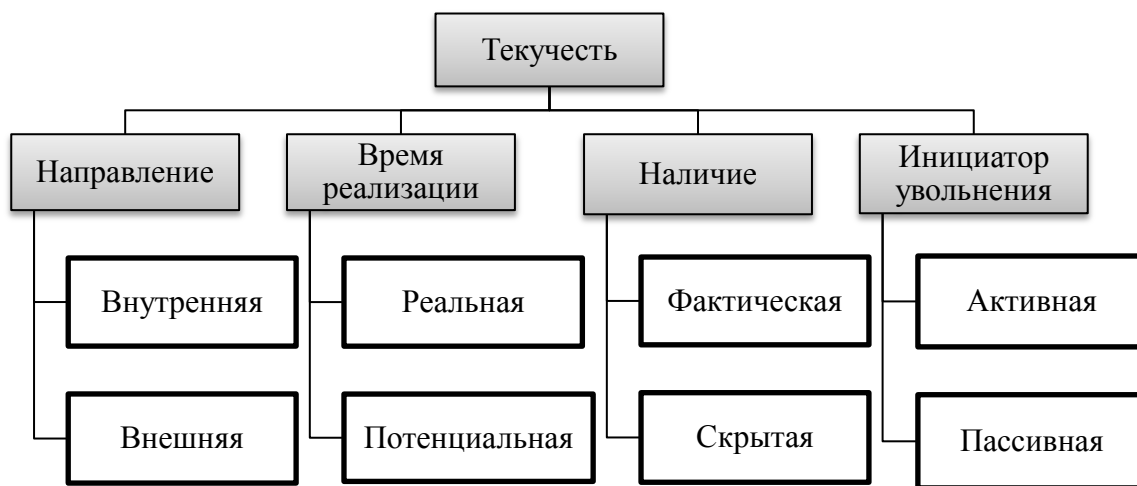 Текучесть
Направление
Время
реализации
Наличие
Инициатор
увольнения
Внутренняя
Реальная
Фактическая
Активная
Внешняя
Потенциальная
Скрытая
Пассивная